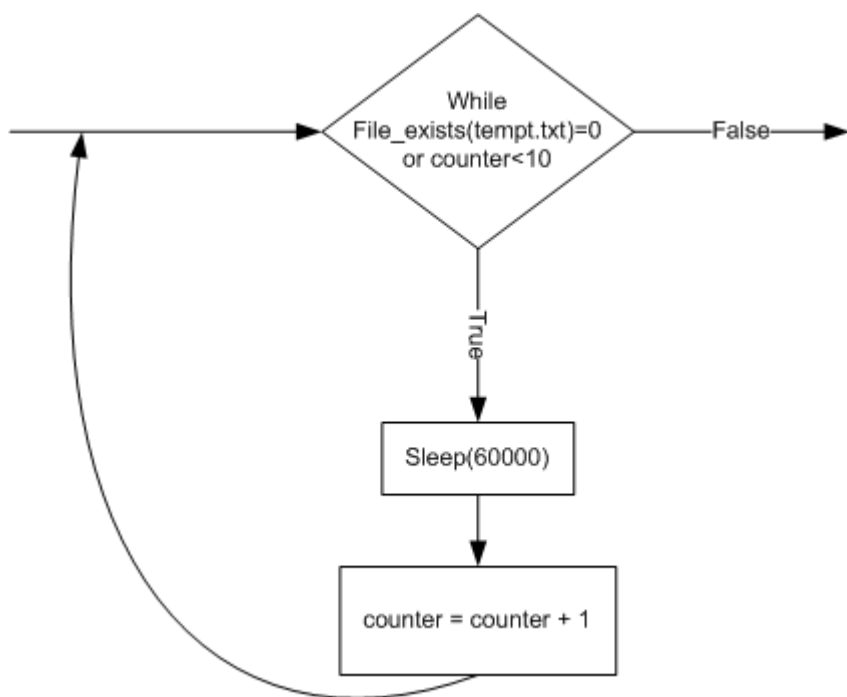 While
File_exists(tempt.txt)=0
or counter<10
False
True
Sleep(60000)
counter = counter + 1